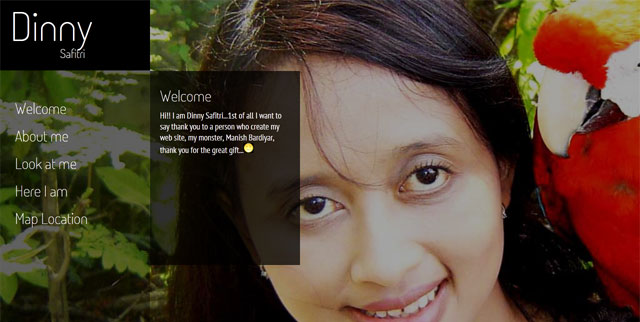 Dinny
Safitri
Welcome
About me
Look at me
Here I am
Map Location
Welcome
Hi!! I am Dinny Safitri...1st of all I want to
say thank you to a person who create my
web site, my monster, Manish Bardiyar,
thank you for the great gift...